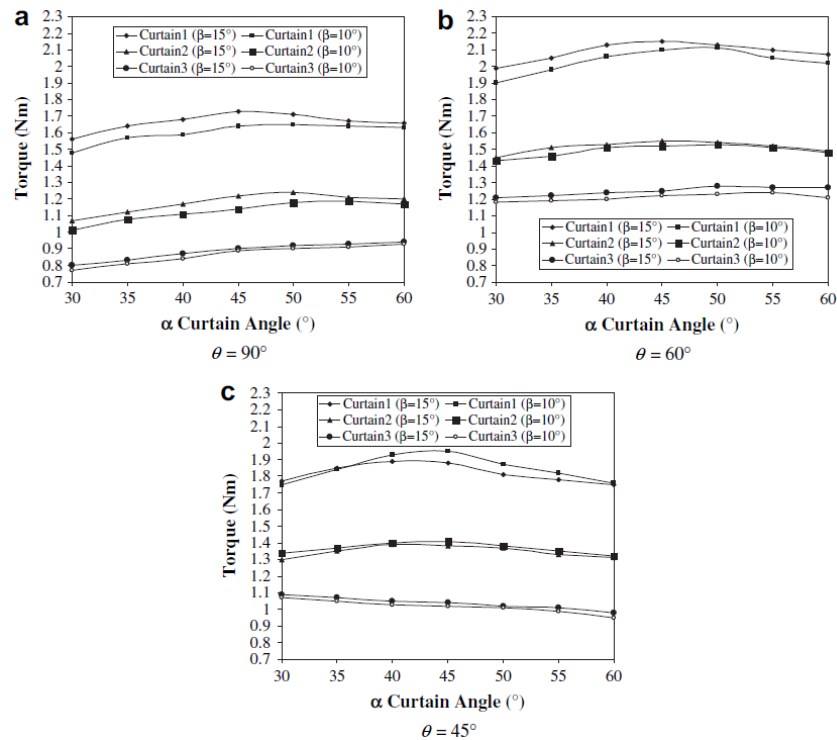 a
Curtain1 (β=15°) Curtain1 (β=10°)
Curtain2 (β=15°) Curtain2 (β=10°)
Curtain3 (β=15°) Curtain3 (β=10°)
2.3
2.2
2.1
2
1.9
1.8
1.7
1.6
1.5
1.4
1.3
1.2
1.1
1
0.9
0.8
0.7
Torque (Nm)
30 35 40 45 50 55 60
α Curtain Angle (°)
θ = 90°
b
2.3
2.2
2.1
2
1.9
1.8
1.7
1.6
1.5
1.4
1.3
1.2
1.1
1
0.9
0.8
0.7
Torque (Nm)
Curtain1 (β=15°) Curtain1 (β=10°)
Curtain2 (β=15°) Curtain2 (β=10°)
Curtain3 (β=15°) Curtain3 (β=10°)
30 35 40 45 50 55 60
α Curtain Angle (°)
θ = 60°
c
Curtain1 (β=15°) Curtain1 (β=10°)
Curtain2 (β=15°) Curtain2 (β=10°)
Curtain3 (β=15°) Curtain3 (β=10°)
2.3
2.2
2.1
2
1.9
1.8
1.7
1.6
1.5
1.4
1.3
1.2
1.1
1
0.9
0.8
0.7
Torque (Nm)
30 35 40 45 50 55 60
α Curtain Angle (°)
θ = 45°